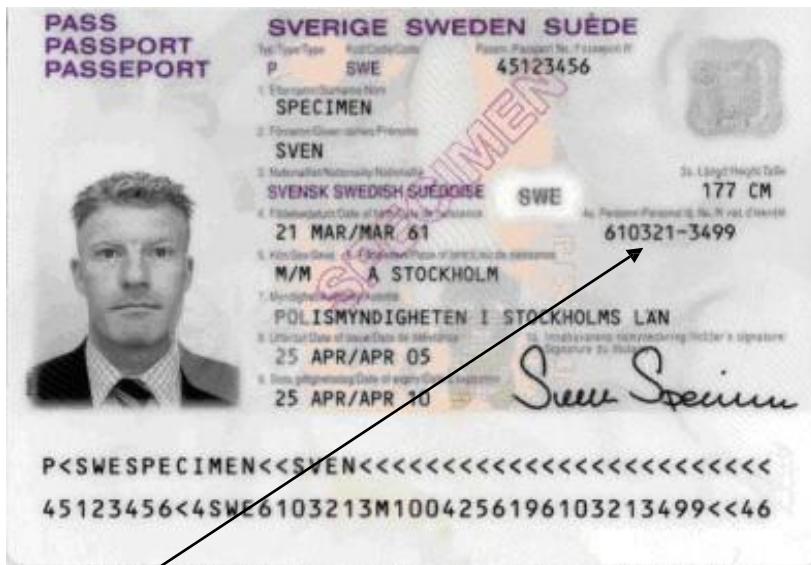 PASS
PASSPORT
PASSEPORT
SVERIGE SWEDEN SUÈDE
P SWE 45123456
SPECIMEN
SVEN
SVENSK SWEDISH SUÉDOISE SWE 177 CM
21 MAR/MAR 61 610321-3499
M/M A STOCKHOLM
POLISMYNDIGHETEN I STOCKHOLMS LÄN
25 APR/APR 05
25 APR/APR 10
SPECIMEN
P<SWESPECIMEN<<SVEN<<<<<<<<<<<<<<<<<<<<<<<<<
45123456<4SWE6103213M1004256196103213499<<46